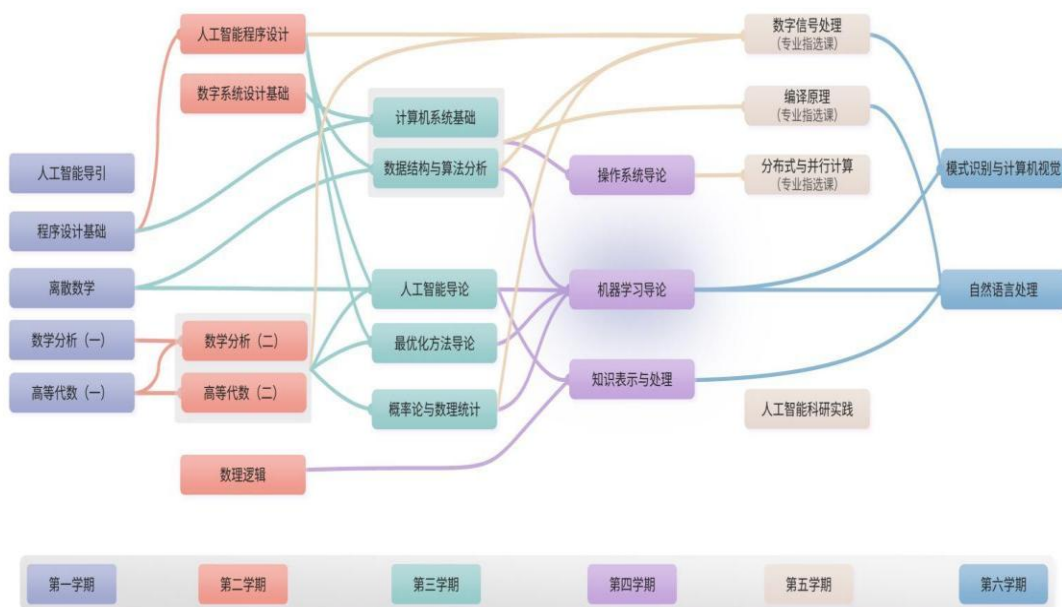 人工智能导引
程序设计基础
离散数学
数学分析（一）
高等代数（一）
人工智能程序设计
数字系统设计基础
数学分析（二）
高等代数（二）
数理逻辑
计算机系统基础
数据结构与算法分析
人工智能导论
最优化方法导论
概率论与数理统计
操作系统导论
机器学习导论
知识表示与处理
数字信号处理
（专业指选课）
编译原理
（专业指选课）
分布式与并行计算
（专业指选课）
人工智能科研实践
模式识别与计算机视觉
自然语言处理
第一学期
第二学期
第三学期
第四学期
第五学期
第六学期